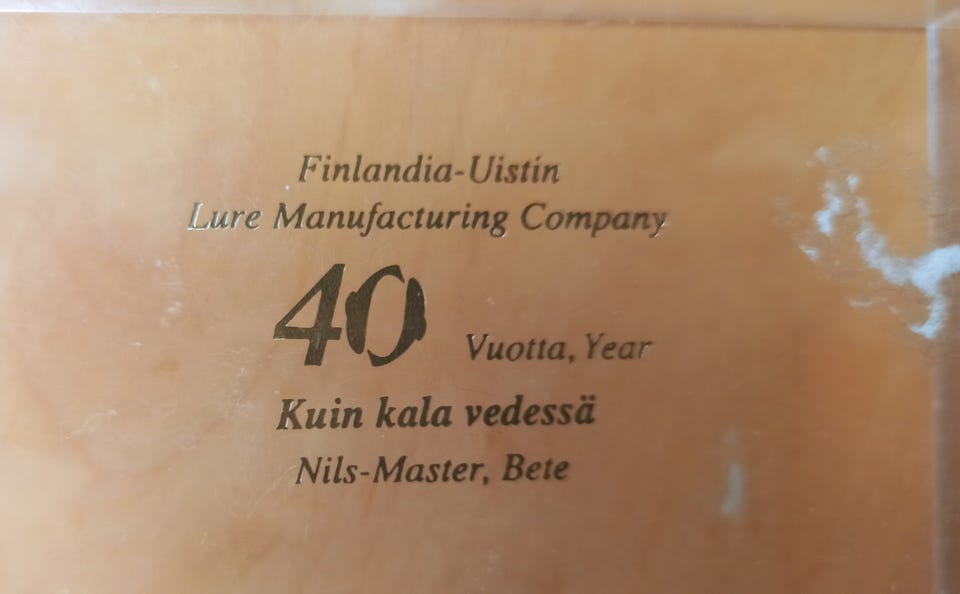 Finlandia-Uistin
Lure Manufacturing Company
40 Vuotta, Year
Kuin kala vedessä
Nils-Master, Bete